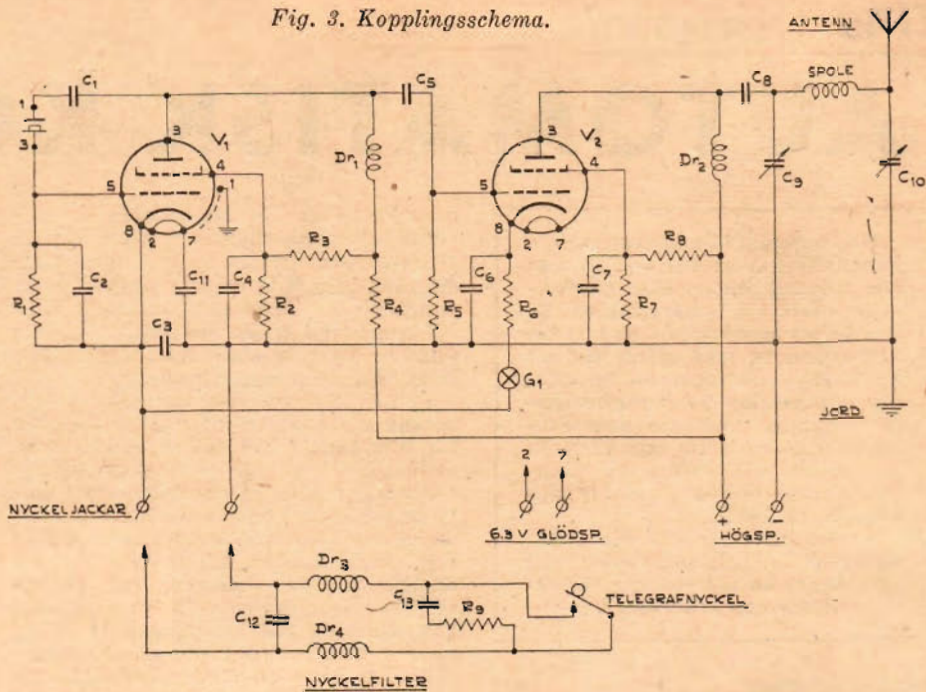 Fig. 3. Kopplingsschema.
ANTENN
C1
C5
C8
SPOLE
1
3
3
V1
4
1
5
8
2
7
Dr1
3
V2
4
5
8
2
7
Dr2
C9
C10
R1
C2
C11
C4
R3
R2
R4
R5
C6
R6
C7
R8
R7
C3
G1
JORD
2 7
NYCKELJACKAR
6.3 V GLÖDSP.
+ -
HÖGSP.
Dr3
C12
C13
R9
TELEGRAFNYCKEL
Dr4
NYCKELFILTER